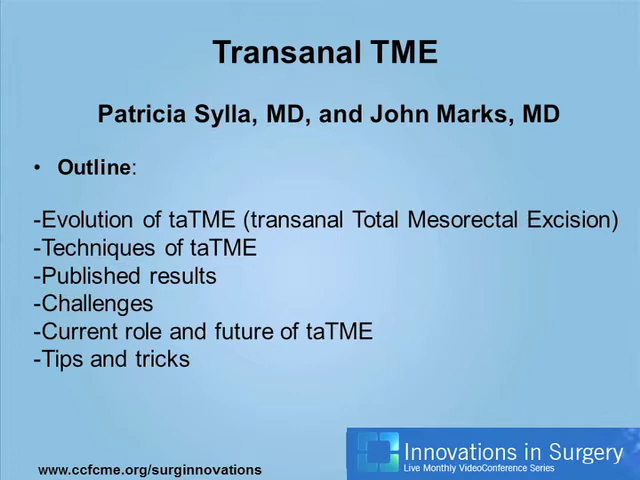 Transanal TME
Patricia Sylla, MD, and John Marks, MD
• Outline:
-Evolution of taTME (transanal Total Mesorectal Excision)
-Techniques of taTME
-Published results
-Challenges
-Current role and future of taTME
-Tips and tricks
Innovations in Surgery
Live Monthly VideoConference Series
www.ccfcme.org/surginnovations